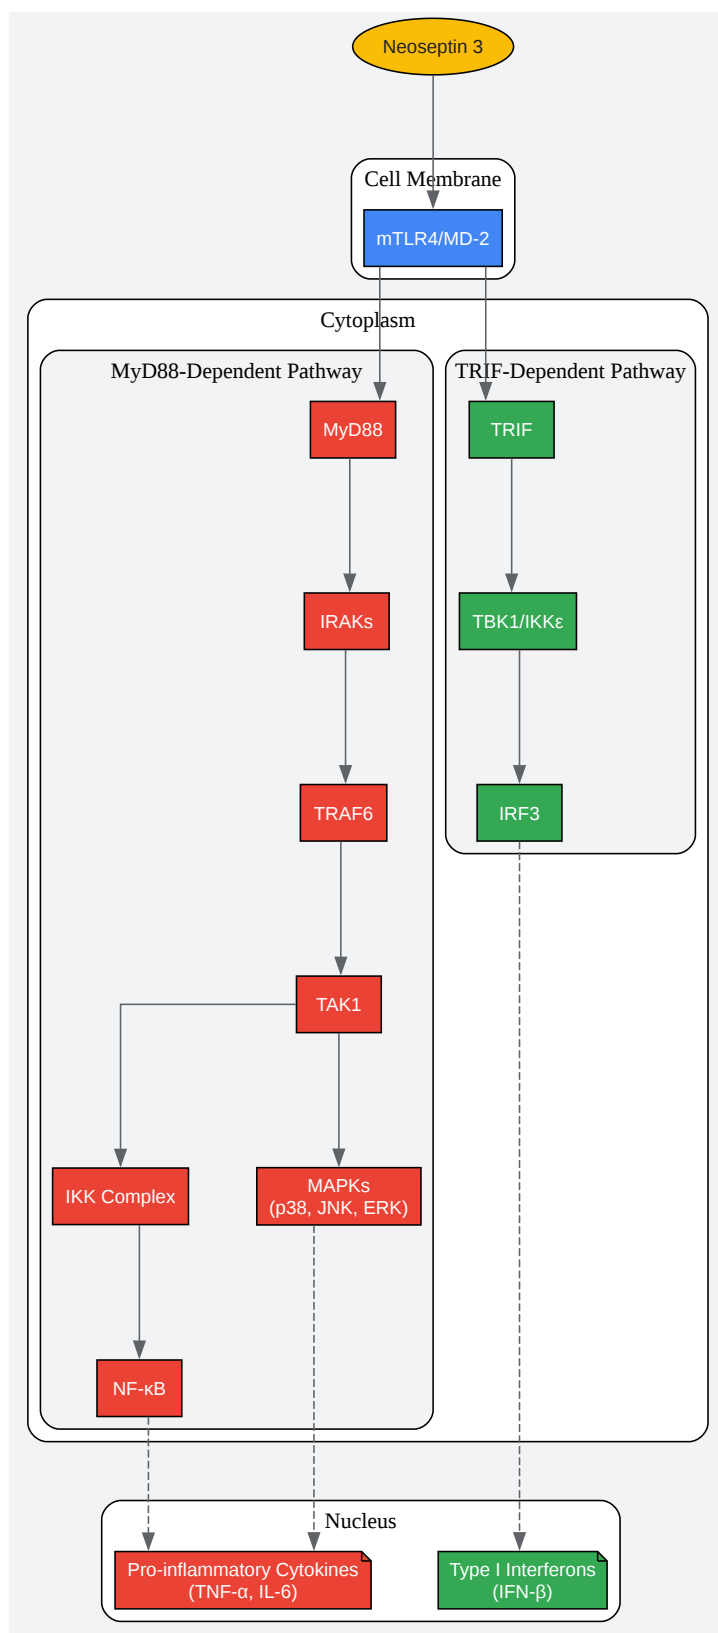 Neoseptin 3
Cell Membrane
mTLR4/MD-2
Cytoplasm
MyD88-Dependent Pathway
TRIF-Dependent Pathway
MyD88
TRIF
IRAKs
TBK1/IKKε
TRAF6
IRF3
TAK1
IKK Complex
MAPKs
(p38, JNK, ERK)
NF-κB
Nucleus
Pro-inflammatory Cytokines
(TNF-α, IL-6)
Type I Interferons
(IFN-β)